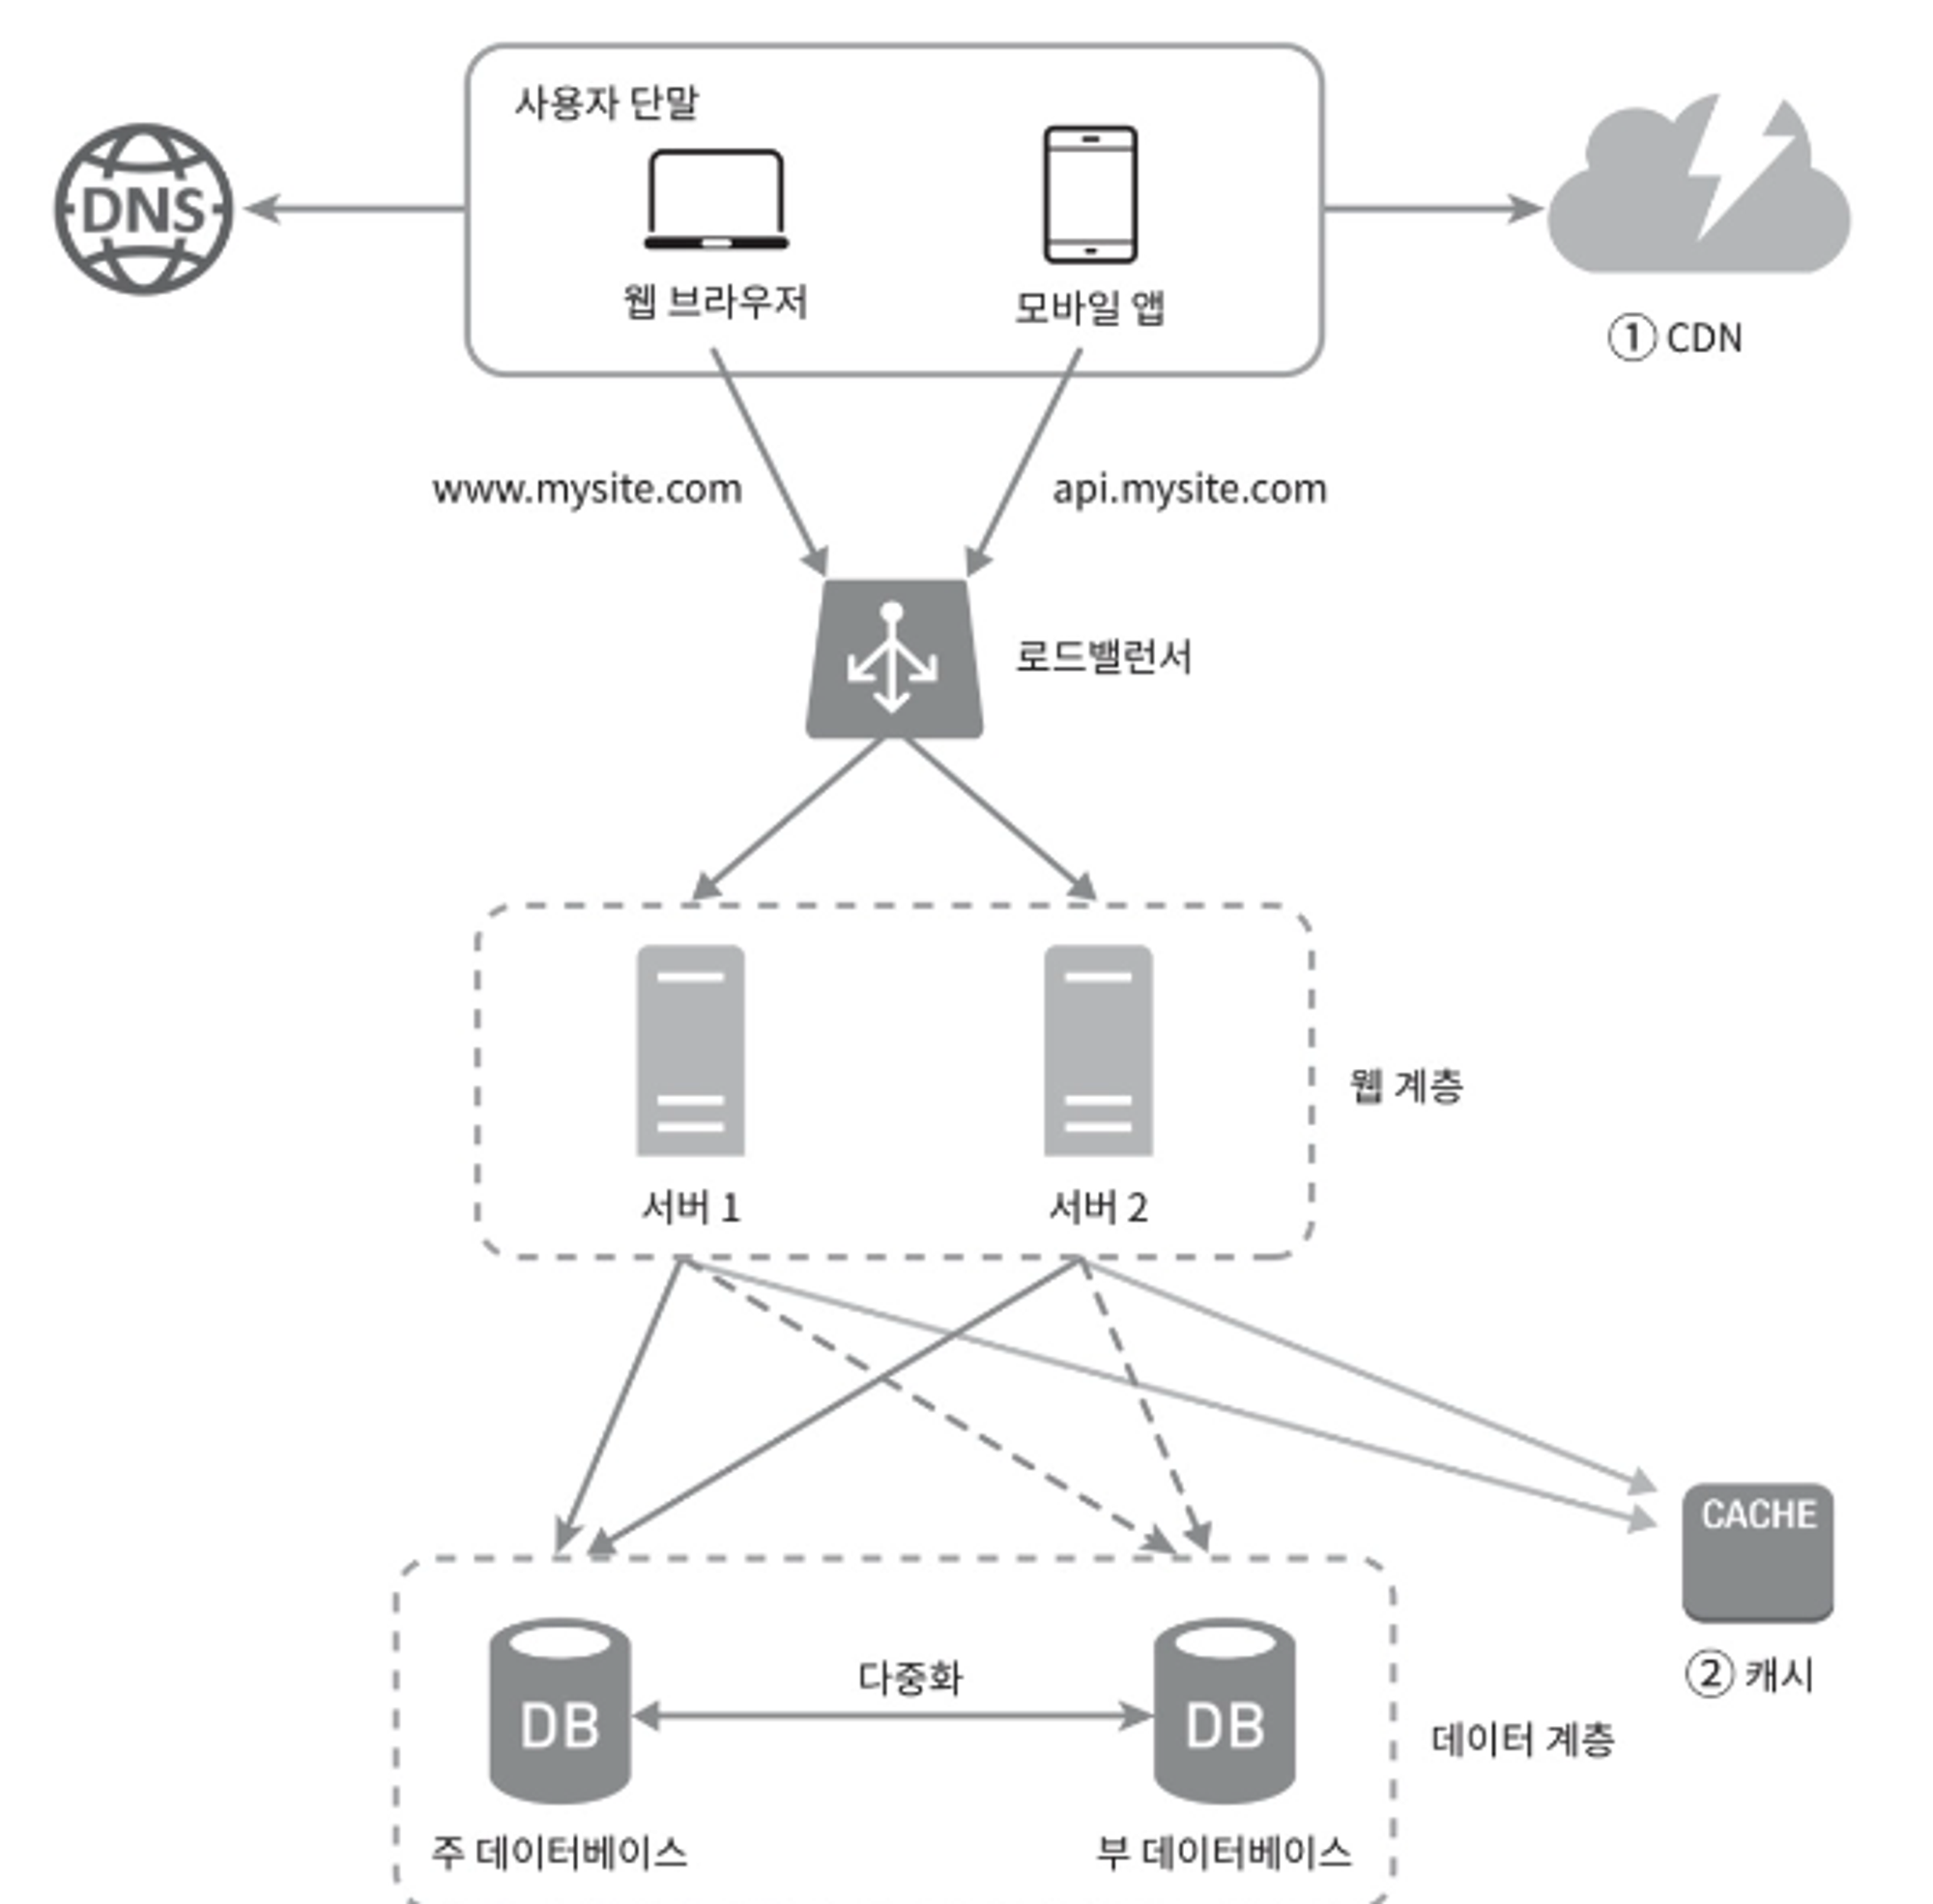 사용자 단말
DNS
웹 브라우저
모바일 앱
① CDN
www.mysite.com
api.mysite.com
로드밸런서
웹 계층
서버 1
서버 2
CACHE
② 캐시
다중화
DB
DB
데이터 계층
주 데이터베이스
부 데이터베이스